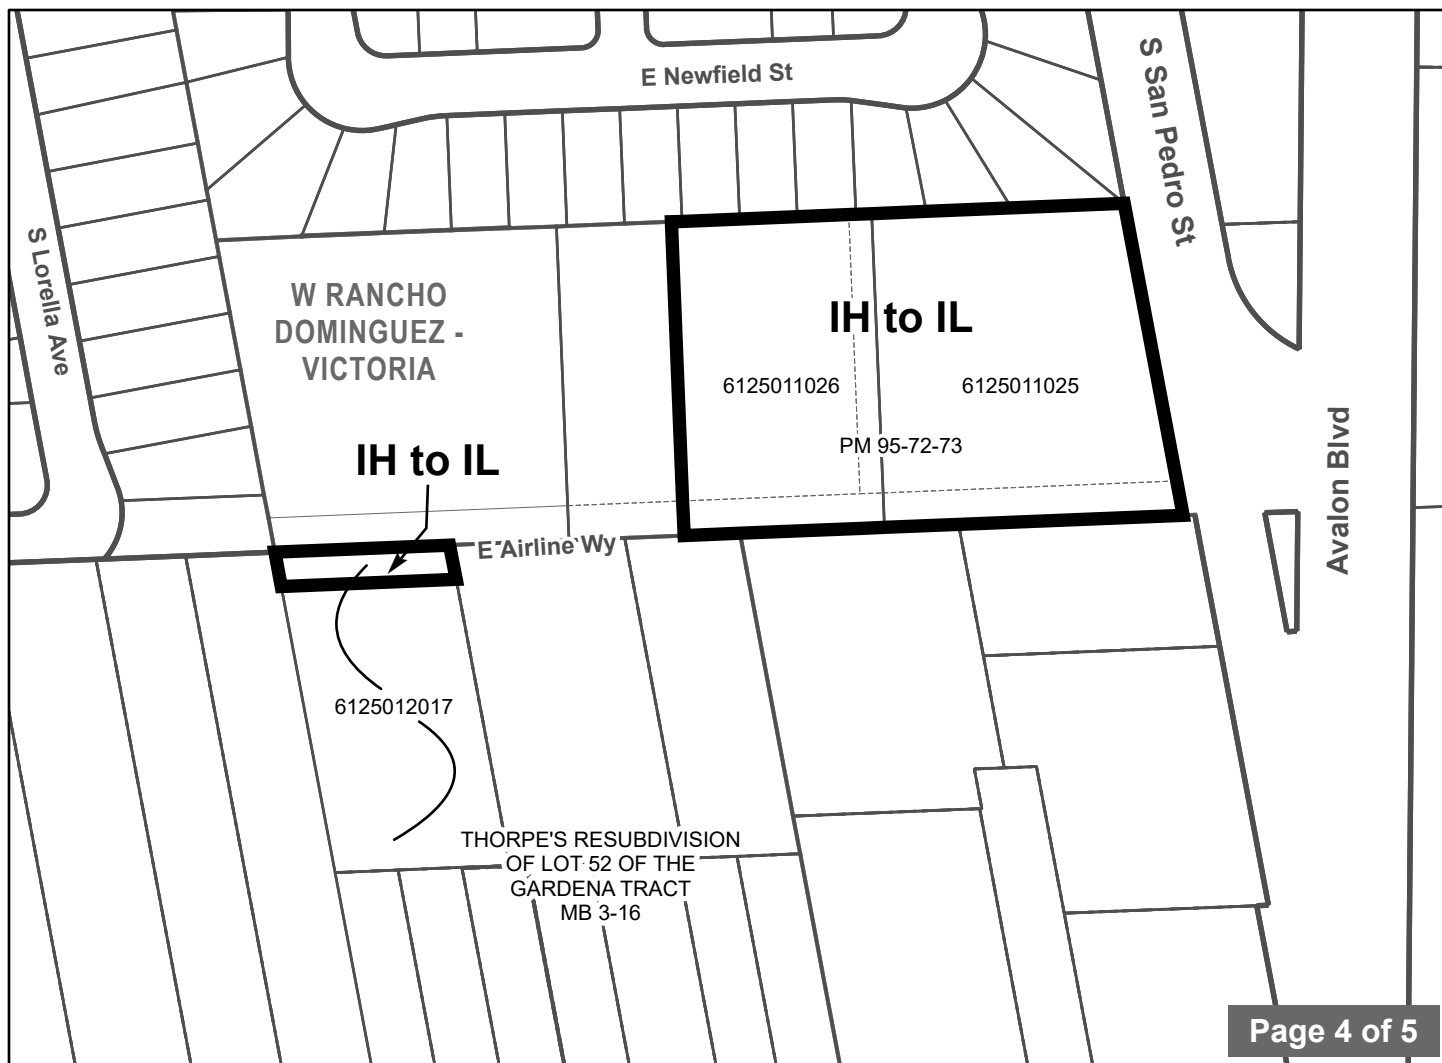 E Newfield St
S San Pedro St
S Lorella Ave
W RANCHO
DOMINGUEZ -
VICTORIA
IH to IL
6125011026
6125011025
PM 95-72-73
IH to IL
Avalon Blvd
E Airline Wy
6125012017
THORPE'S RESUBDIVISION
OF LOT 52 OF THE
GARDENA TRACT
MB 3-16
Page 4 of 5